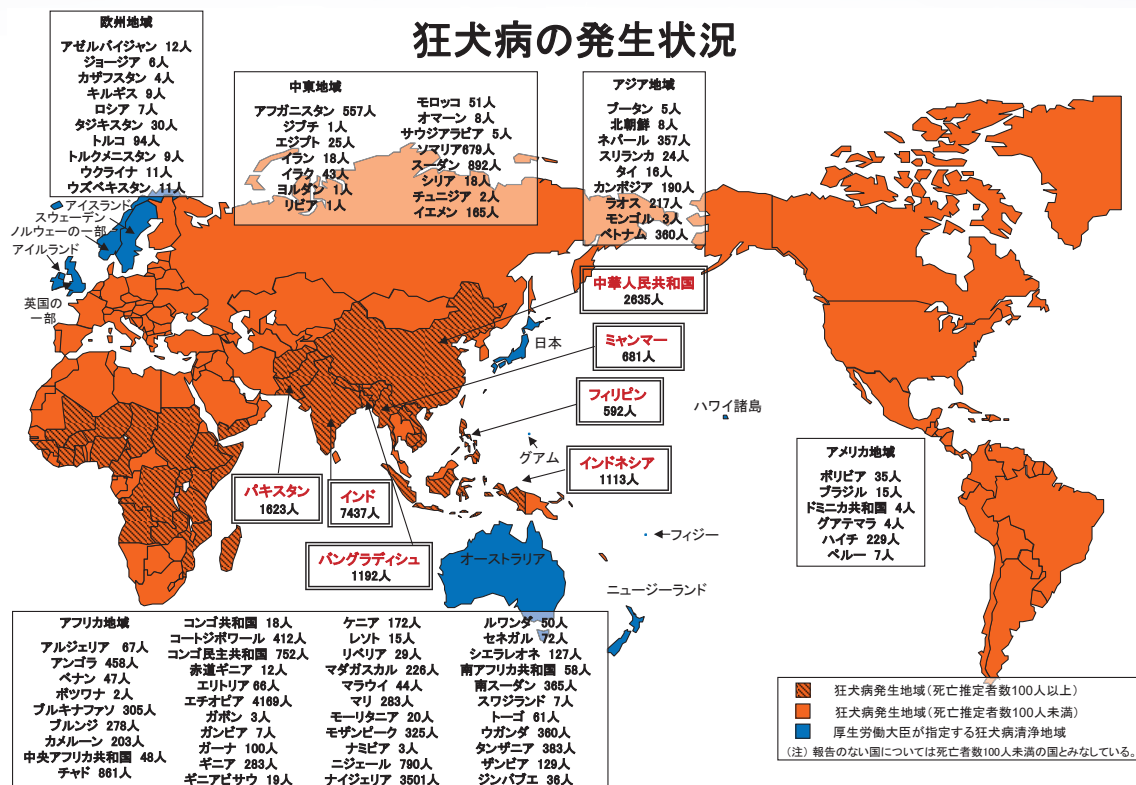 狂犬病の発生状況
欧州地域
アゼルバイジャン 12人
ジョージア 6人
カザフスタン 4人
キルギス 9人
ロシア 7人
タジキスタン 30人
トルコ 94人
トルクメニスタン 9人
ウクライナ 11人
ウズベキスタン 11人
中東地域
アフガニスタン 557人
ジブチ 1人
エジプト 25人
イラン 18人
イラク 43人
ヨルダン 1人
リビア 1人
モロッコ 51人
オマーン 8人
サウジアラビア 5人
ソマリア679人
スーダン 892人
シリア 18人
チュニジア 2人
イエメン 165人
アジア地域
ブータン 5人
北朝鮮 8人
ネパール 357人
スリランカ 24人
タイ 16人
カンボジア 190人
ラオス 217人
モンゴル 3人
ベトナム 360人
アイスランド
スウェーデン
ノルウェーの一部
アイルランド
英国の
一部
中華人民共和国
2635人
日本
ミャンマー
681人
フィリピン
592人
ハワイ諸島
グアム
インドネシア
1113人
パキスタン
1623人
インド
7437人
バングラディシュ
1192人
オーストラリア
フィジー
ニュージーランド
アメリカ地域
ボリビア 35人
ブラジル 15人
ドミニカ共和国 4人
グアテマラ 4人
ハイチ 229人
ペルー 7人
アフリカ地域
アルジェリア 67人
アンゴラ 458人
ベナン 47人
ボツワナ 2人
ブルキナファソ 305人
ブルンジ 278人
カメルーン 203人
中央アフリカ共和国 48人
チャド 861人
コンゴ共和国 18人
コートジボワール 412人
コンゴ民主共和国 752人
赤道ギニア 12人
エリトリア 66人
エチオピア 4169人
ガボン 3人
ガンビア 7人
ガーナ 100人
ギニア 283人
ギニアビサウ 19人
ケニア 172人
レソト 15人
リベリア 29人
マダガスカル 226人
マラウイ 44人
マリ 283人
モーリタニア 20人
モザンビーク 325人
ナミビア 3人
ニジェール 790人
ナイジェリア 3501人
ルワンダ 50人
セネガル 72人
シエラレオネ 127人
南アフリカ共和国 58人
南スーダン 365人
スワジランド 7人
トーゴ 61人
ウガンダ 360人
タンザニア 383人
ザンビア 129人
ジンバブエ 36人
狂犬病発生地域(死亡推定者数100人以上)
狂犬病発生地域(死亡推定者数100人未満)
厚生労働大臣が指定する狂犬病清浄地域
(注) 報告のない国については死亡者数100人未満の国とみなしている。